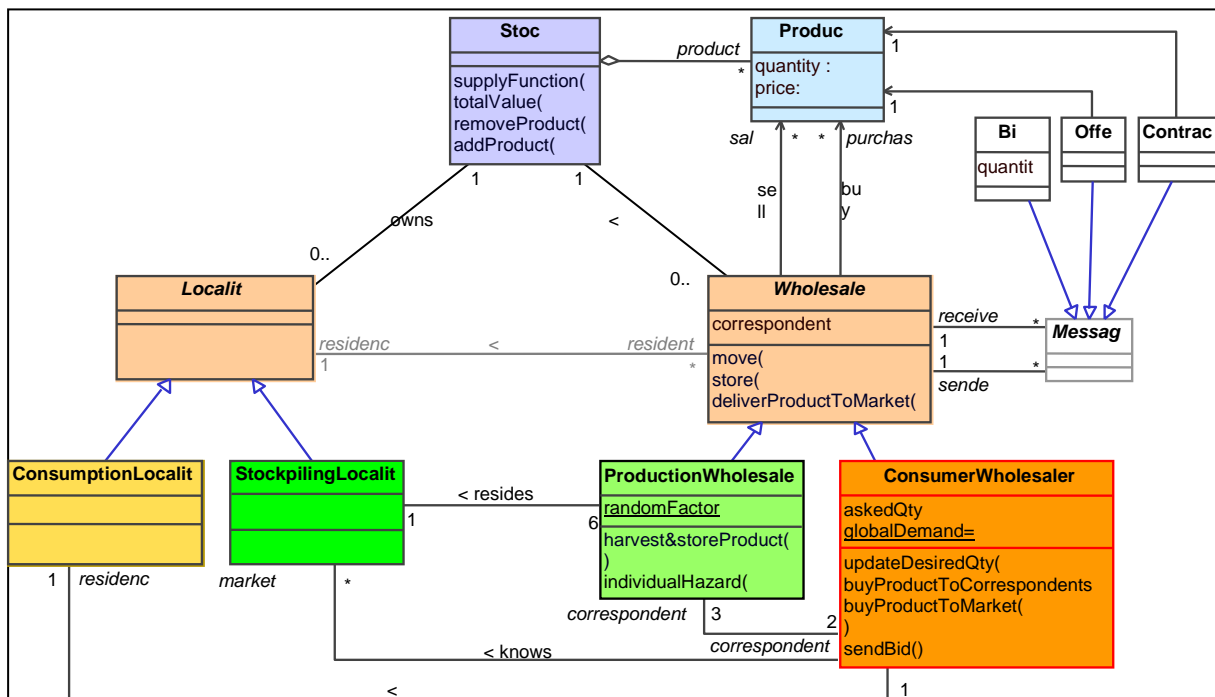 Stoc
supplyFunction(
totalValue(
removeProduct(
addProduct(
product
*
Produc
quantity :
price:
1
1
Bi
quantit
Offe
Contrac
sal
*
*
purchas
se
ll
bu
y
1
1
owns
<
0..
0..
Localit
residenc
1
<
resident
*
Wholesale
correspondent
move(
store(
deliverProductToMarket(
receive
*
1
1
*
sende
Messag
ConsumptionLocalit
StockpilingLocalit
< resides
1
6
ProductionWholesale
randomFactor
harvest&storeProduct(
)
individualHazard(
ConsumerWholesaler
askedQty
globalDemand=
updateDesiredQty(
buyProductToCorrespondents
buyProductToMarket(
)
sendBid()
1
residenc
market
*
correspondent
3
2
correspondent
< knows
<
1